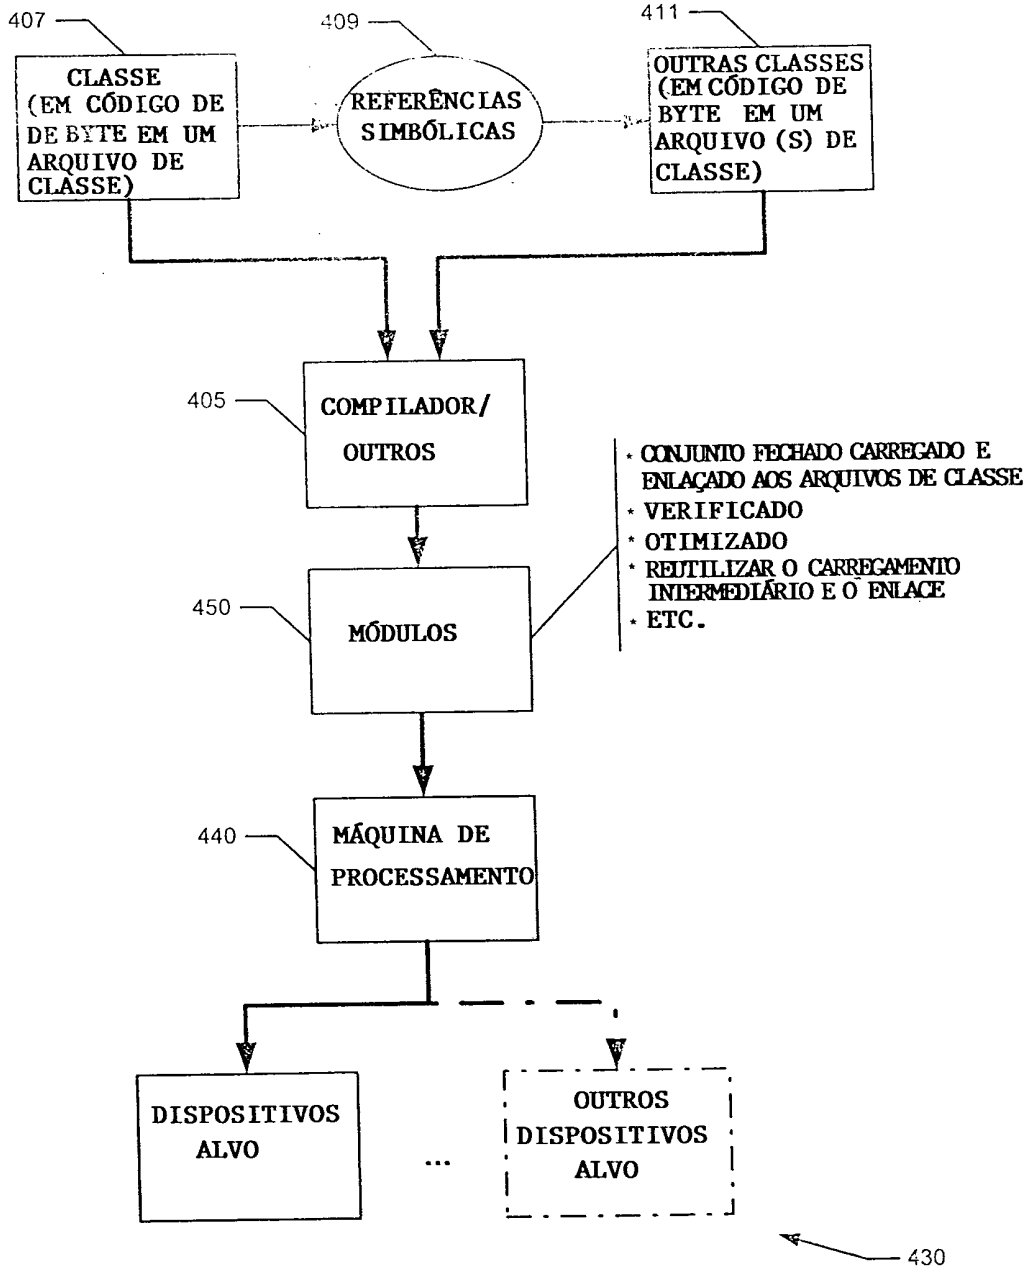 407
409
411
CLASSE
(EM CÓDIGO DE
DE BYTE EM UM
ARQUIVO DE
CLASSE)
REFERÊNCIAS
SIMBÓLICAS
OUTRAS CLASSES
(EM CÓDIGO DE
BYTE EM UM
ARQUIVO (S) DE
CLASSE)
405
COMPILADOR/
OUTROS
* CONJUNTO FECHADO CARREGADO E
ENLAÇADO AOS ARQUIVOS DE CLASSE
* VERIFICADO
* OTIMIZADO
* REUTILIZAR O CARREGAMENTO
INTERMEDIÁRIO E O ENLACE
* ETC.
450
MÓDULOS
440
MÁQUINA DE
PROCESSAMENTO
DISPOSITIVOS
ALVO
...
OUTROS
DISPOSITIVOS
ALVO
430